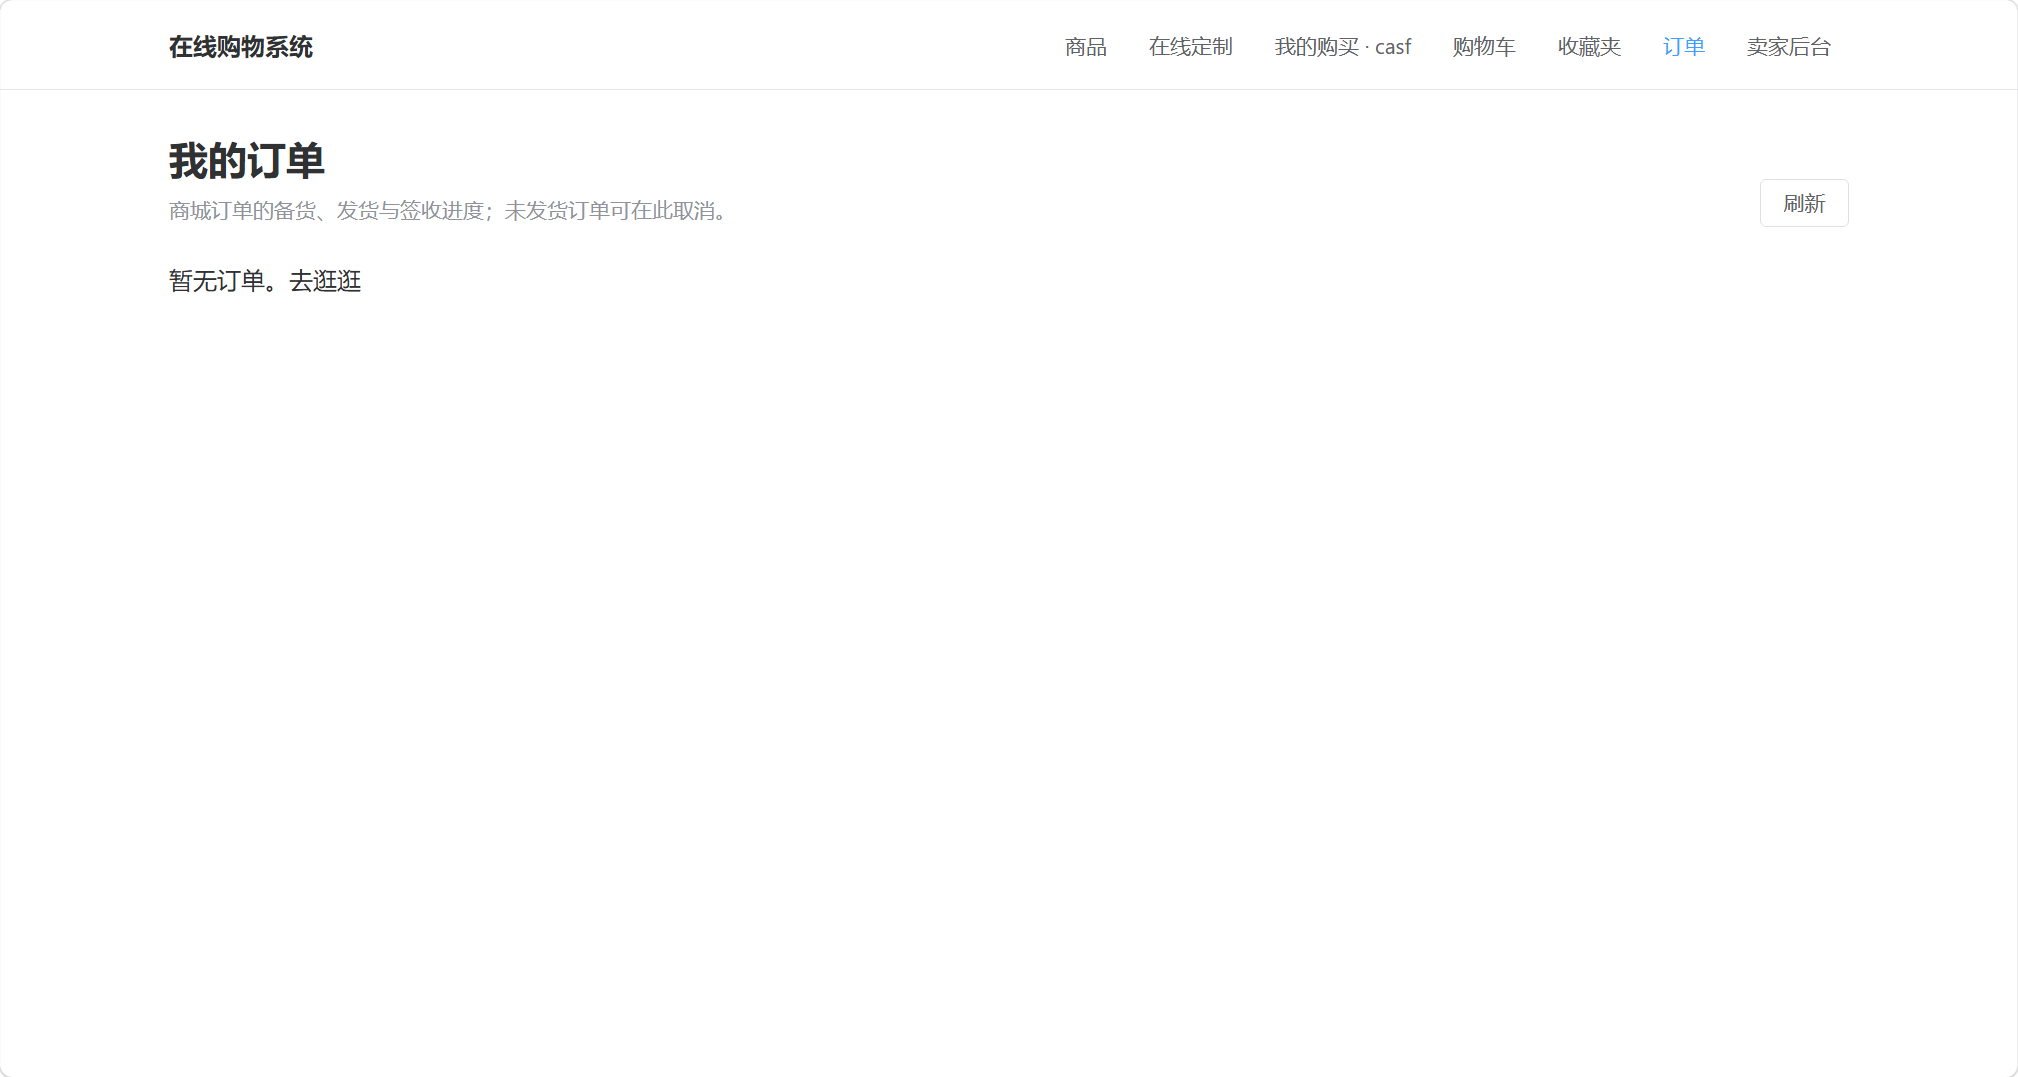 在线购物系统 商品 在线定制 我的购买 · casf 购物车 收藏夹 订单 卖家后台
我的订单
商城订单的备货、发货与签收进度；未发货订单可在此取消。
刷新
暂无订单。去逛逛